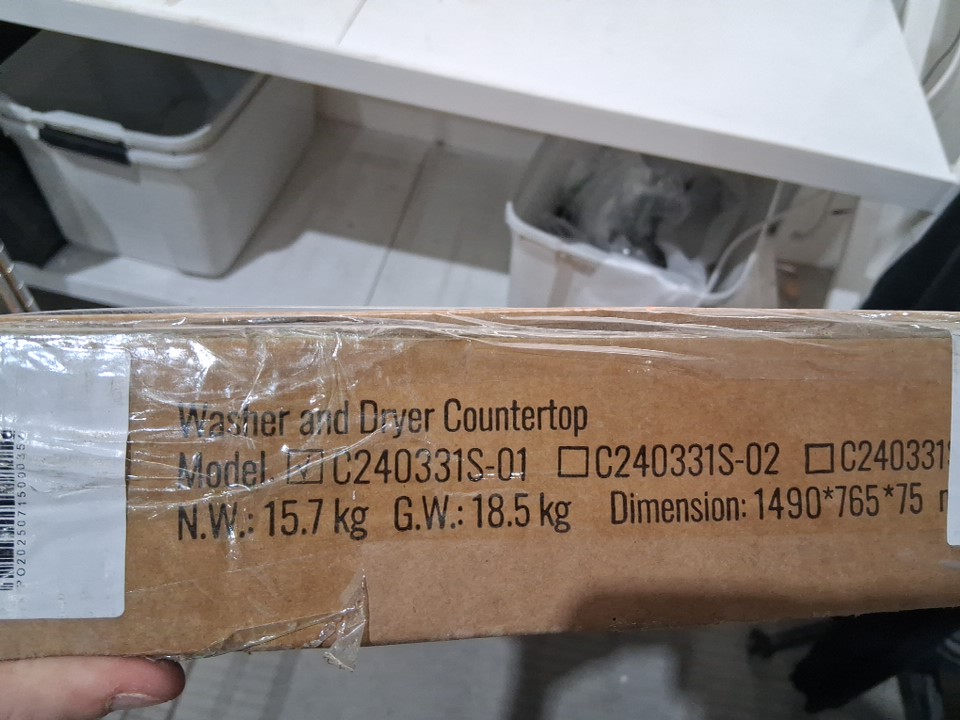 Washer and Dryer Countertop
Model ☑ C240331S-01 ☐ C240331S-02 ☐ C240331S
N.W.: 15.7 kg G.W.: 18.5 kg Dimension: 1490*765*75